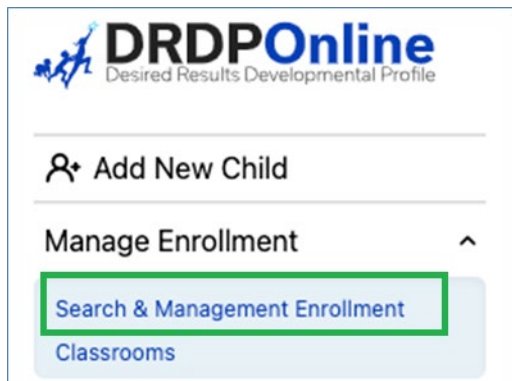 DRDPOnline
Desired Results Developmental Profile
Add New Child
Manage Enrollment
Search & Management Enrollment
Classrooms